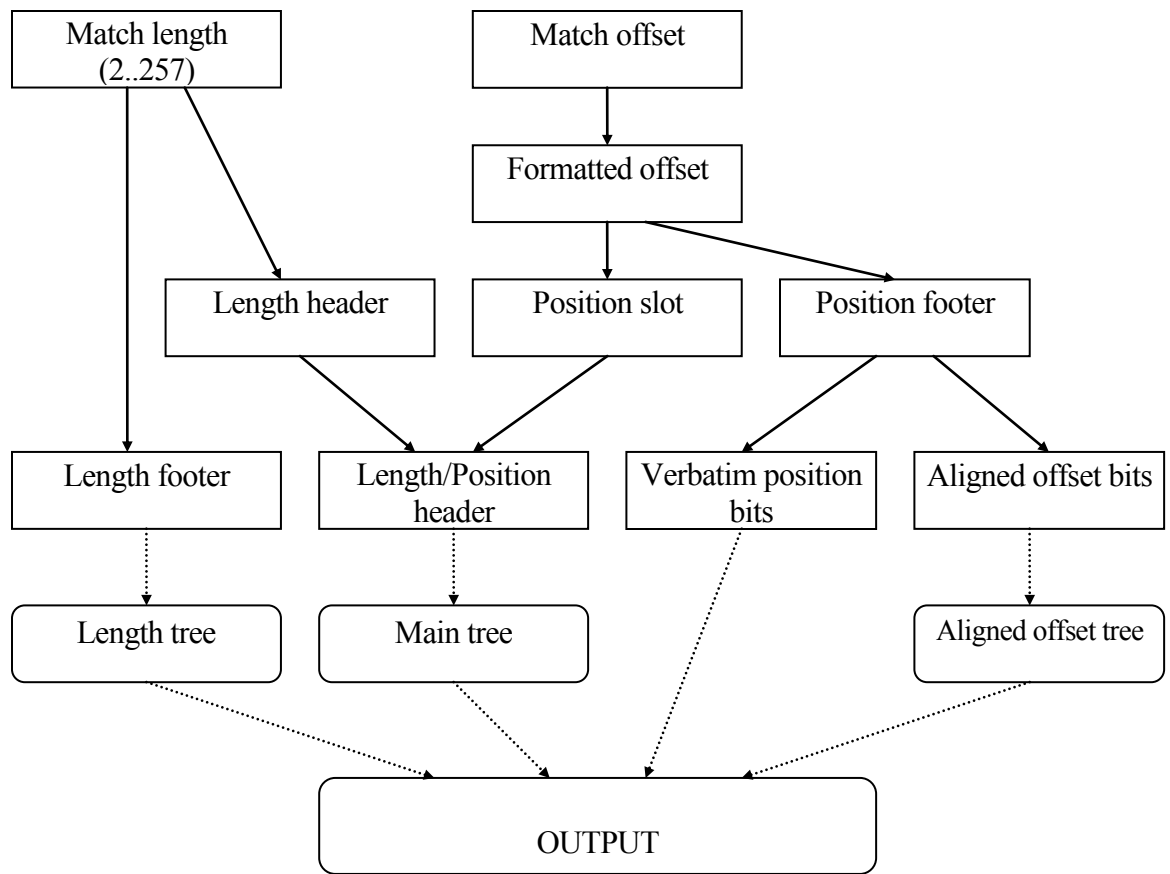 Match length
(2..257)
Match offset
Formatted offset
Length header
Position slot
Position footer
Length footer
Length/Position
header
Verbatim position
bits
Aligned offset bits
Length tree
Main tree
Aligned offset tree
OUTPUT